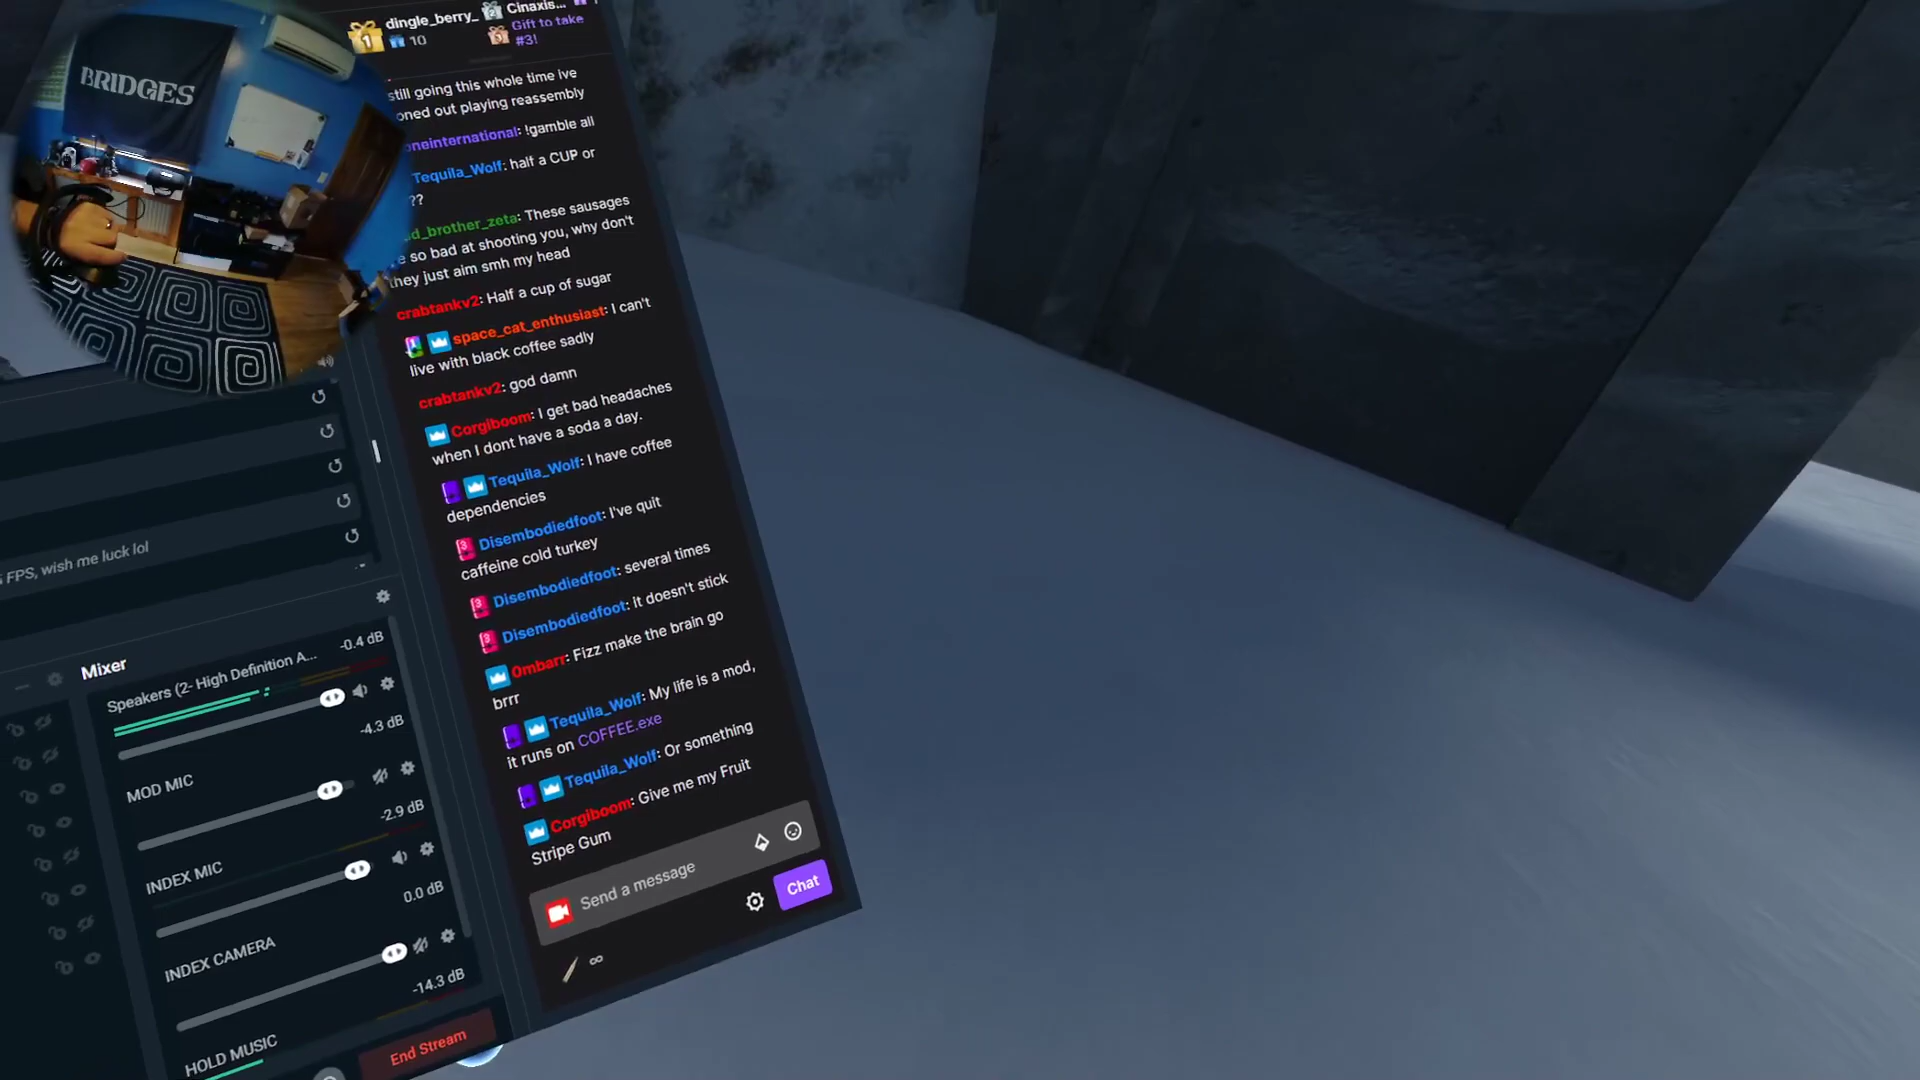 BRIDGES
dingle_berry_
10
Cinaxis...
Gift to take
#3!
still going this whole time ive
oned out playing reassembly
oneinternational: !gamble all
Tequila_Wolf: half a CUP or
??
d_brother_zeta: These sausages
e so bad at shooting you, why don't
they just aim smh my head
crabtankv2: Half a cup of sugar
space_cat_enthusiast: I can't
live with black coffee sadly
crabtankv2: god damn
Corgiboom: I get bad headaches
when I dont have a soda a day.
Tequila_Wolf: I have coffee
dependencies
Disembodiedfoot: I've quit
caffeine cold turkey
Disembodiedfoot: several times
Disembodiedfoot: it doesn't stick
0mbarr: Fizz make the brain go
brrr
Tequila_Wolf: My life is a mod,
it runs on COFFEE.exe
Tequila_Wolf: Or something
Corgiboom: Give me my Fruit
Stripe Gum
Send a message
Chat
∞
FPS, wish me luck lol
Mixer
Speakers (2- High Definition A...
-0.4 dB
MOD MIC
-4.3 dB
INDEX MIC
-2.9 dB
INDEX CAMERA
0.0 dB
HOLD MUSIC
-14.3 dB
End Stream